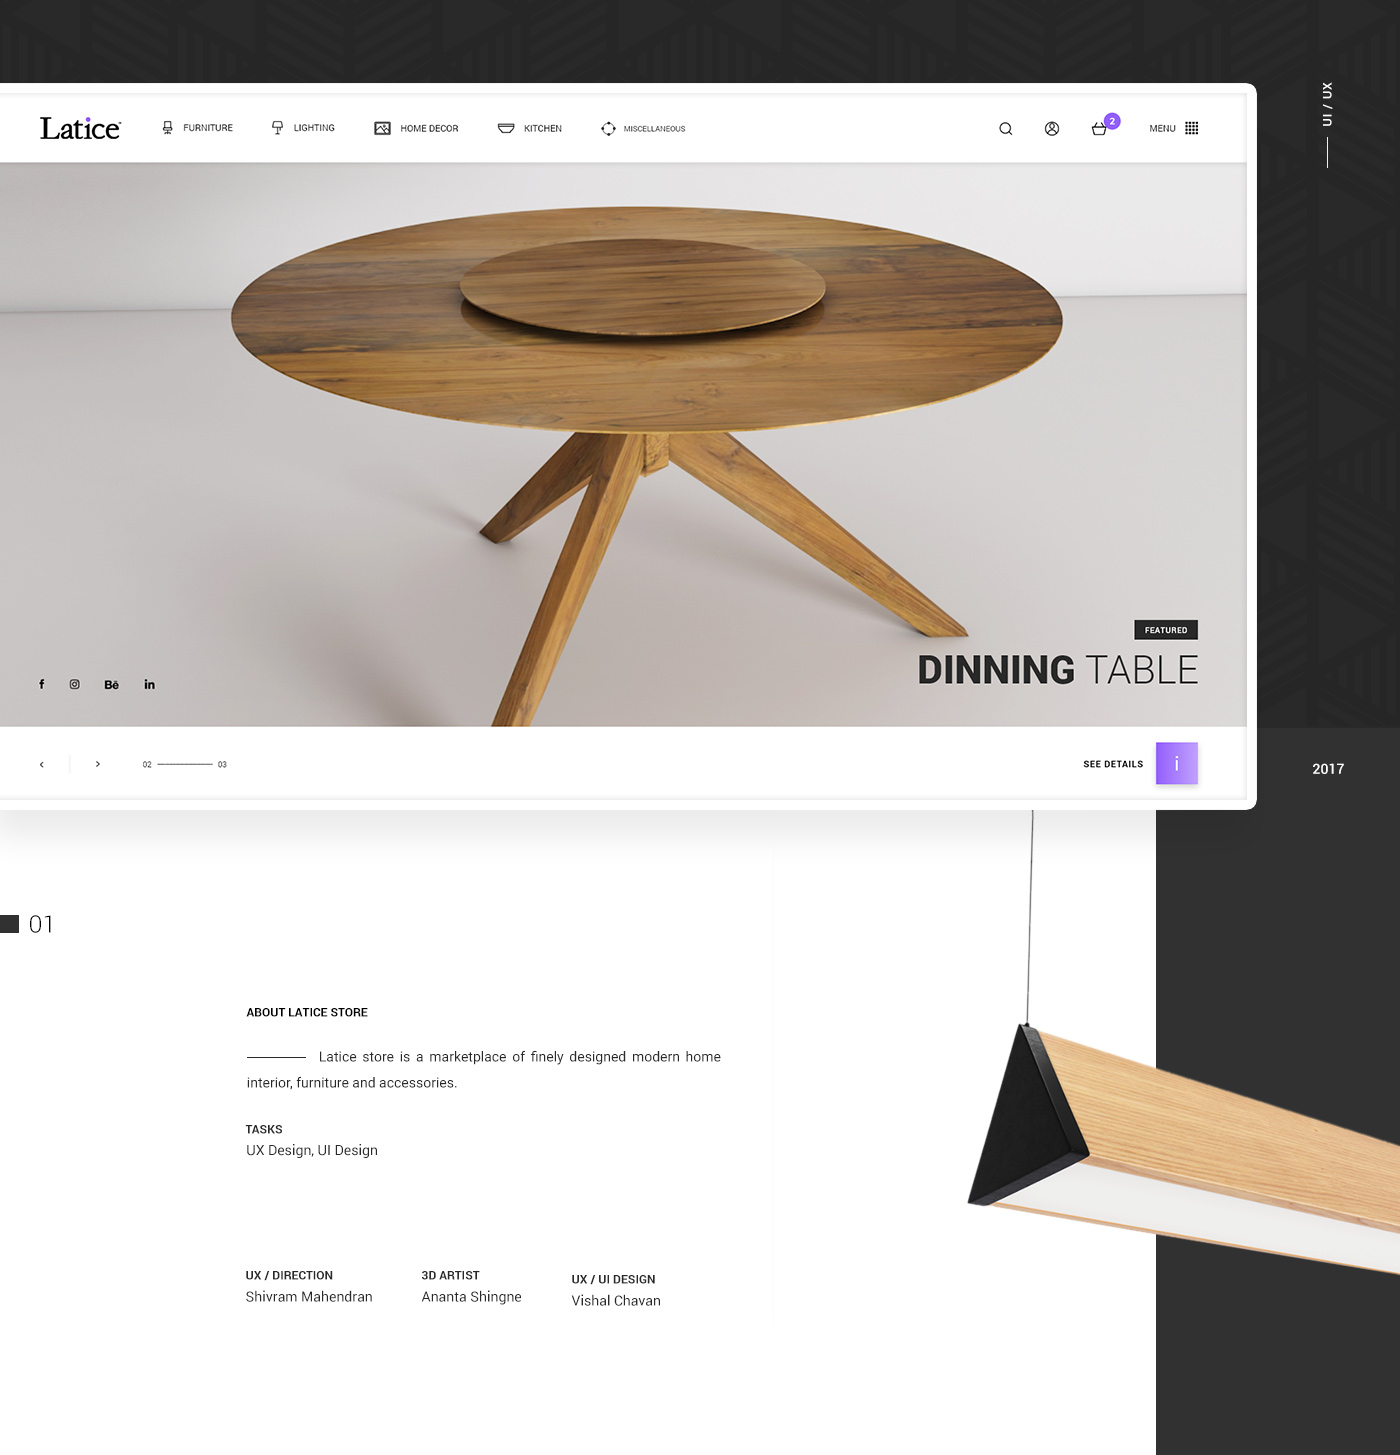 UI / UX
Latice
FURNITURE
LIGHTING
HOME DECOR
KITCHEN
MISCELLANEOUS
2
MENU
FEATURED
DINNING TABLE
f
Bē
in
02
03
SEE DETAILS
i
2017
01
ABOUT LATICE STORE
Latice store is a marketplace of finely designed modern home
interior, furniture and accessories.
TASKS
UX Design, UI Design
UX / DIRECTION
Shivram Mahendran
3D ARTIST
Ananta Shingne
UX / UI DESIGN
Vishal Chavan